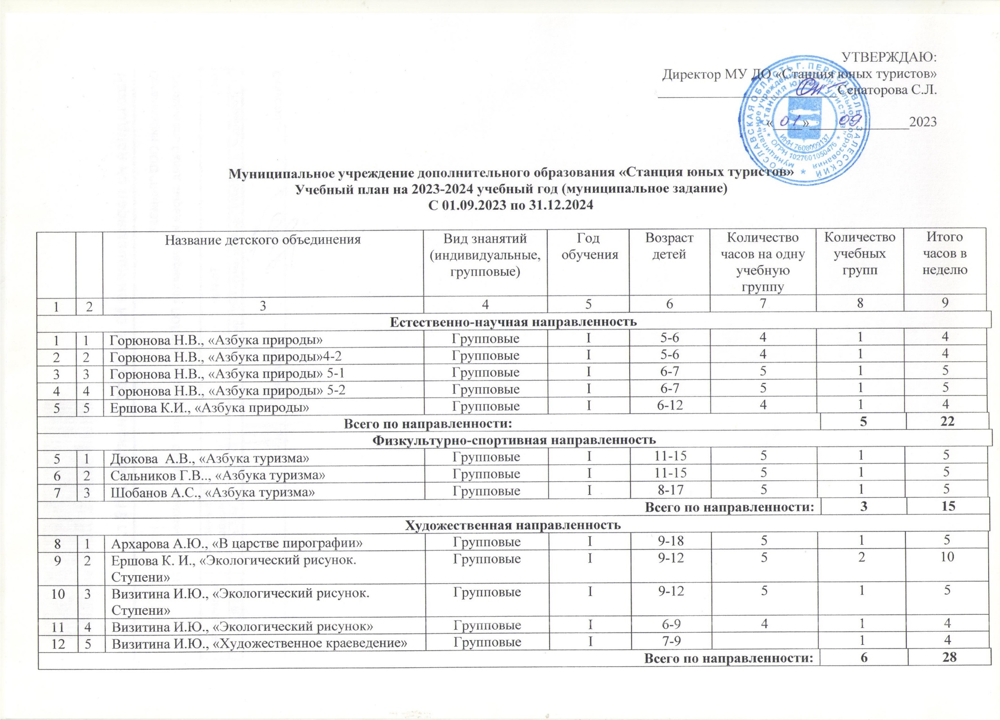 УТВЕРЖДАЮ:
Директор МУ ДО «Станция юных туристов»
Сенаторова С.Л.
«01» 09 2023
ЯРОСЛАВСКАЯ ОБЛАСТЬ Г. ПЕРЕСЛАВЛЬ-ЗАЛЕССКИЙ
муниципальное учреждение дополнительного образования
"Станция юных туристов"
ИНН 7608009137
ОГРН 1027601050476
Муниципальное учреждение дополнительного образования «Станция юных туристов»
Учебный план на 2023-2024 учебный год (муниципальное задание)
С 01.09.2023 по 31.12.2024
Название детского объединения Вид знанятий (индивидуальные, групповые) Год обучения Возраст детей Количество часов на одну учебную группу Количество учебных групп Итого часов в неделю
1 2 3 4 5 6 7 8 9
Естественно-научная направленность
1 1 Горюнова Н.В., «Азбука природы» Групповые I 5-6 4 1 4
2 2 Горюнова Н.В., «Азбука природы»4-2 Групповые I 5-6 4 1 4
3 3 Горюнова Н.В., «Азбука природы» 5-1 Групповые I 6-7 5 1 5
4 4 Горюнова Н.В., «Азбука природы» 5-2 Групповые I 6-7 5 1 5
5 5 Ершова К.И., «Азбука природы» Групповые I 6-12 4 1 4
Всего по направленности: 5 22
Физкультурно-спортивная направленность
5 1 Дюкова А.В., «Азбука туризма» Групповые I 11-15 5 1 5
6 2 Сальников Г.В.., «Азбука туризма» Групповые I 11-15 5 1 5
7 3 Шобанов А.С., «Азбука туризма» Групповые I 8-17 5 1 5
Всего по направленности: 3 15
Художественная направленность
8 1 Архарова А.Ю., «В царстве пирографии» Групповые I 9-18 5 1 5
9 2 Ершова К. И., «Экологический рисунок. Групповые I 9-12 5 2 10
Ступени»
10 3 Визитина И.Ю., «Экологический рисунок. Групповые I 9-12 5 1 5
Ступени»
11 4 Визитина И.Ю., «Экологический рисунок» Групповые I 6-9 4 1 4
12 5 Визитина И.Ю., «Художественное краеведение» Групповые I 7-9 1 4
Всего по направленности: 6 28